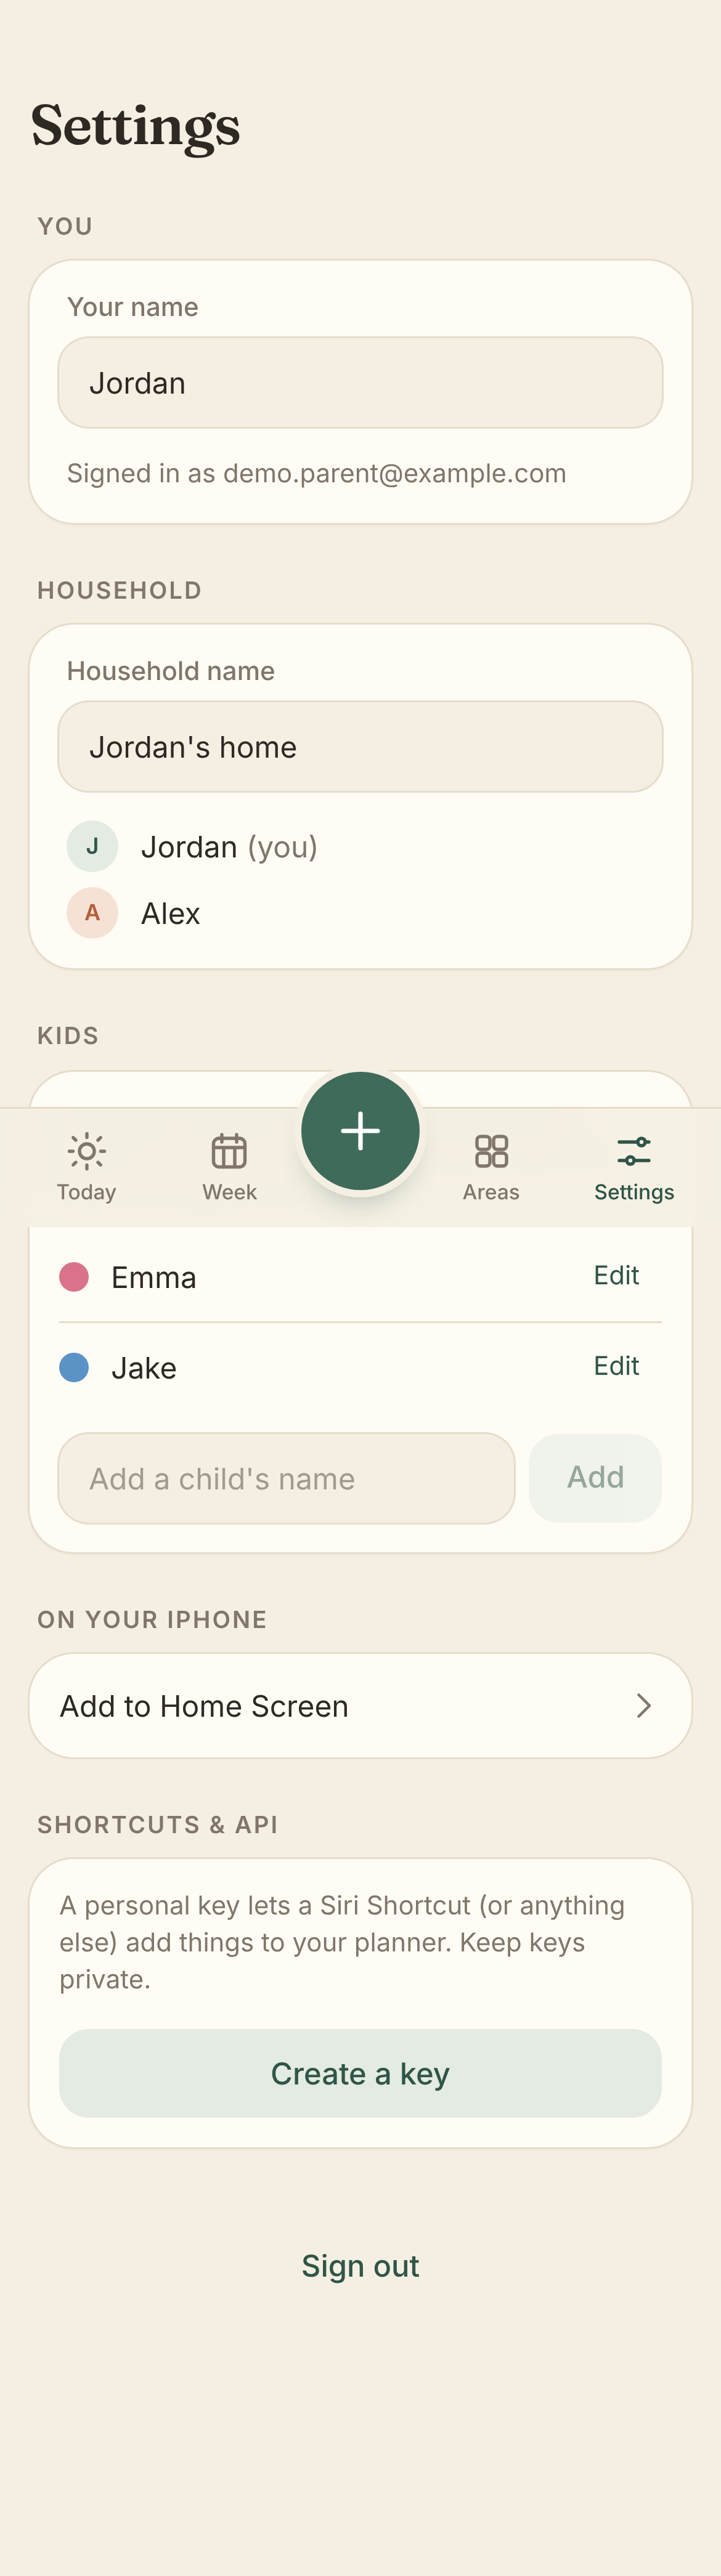 Settings
YOU
Your name
Jordan
Signed in as demo.parent@example.com
HOUSEHOLD
Household name
Jordan's home
J Jordan (you)
A Alex
KIDS
Today Week Areas Settings
Emma Edit
Jake Edit
Add a child's name Add
ON YOUR IPHONE
Add to Home Screen
SHORTCUTS & API
A personal key lets a Siri Shortcut (or anything
else) add things to your planner. Keep keys
private.
Create a key
Sign out